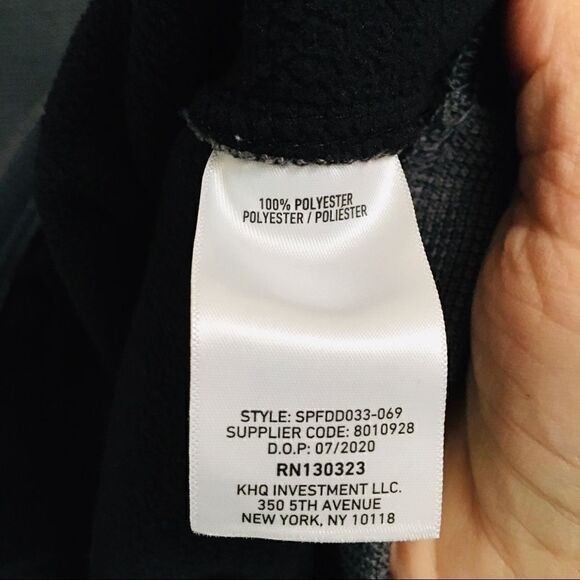 100% POLYESTER
POLYESTER / POLIESTER
STYLE: SPFDD033-069
SUPPLIER CODE: 8010928
D.O.P: 07/2020
RN130323
KHQ INVESTMENT LLC.
350 5TH AVENUE
NEW YORK, NY 10118